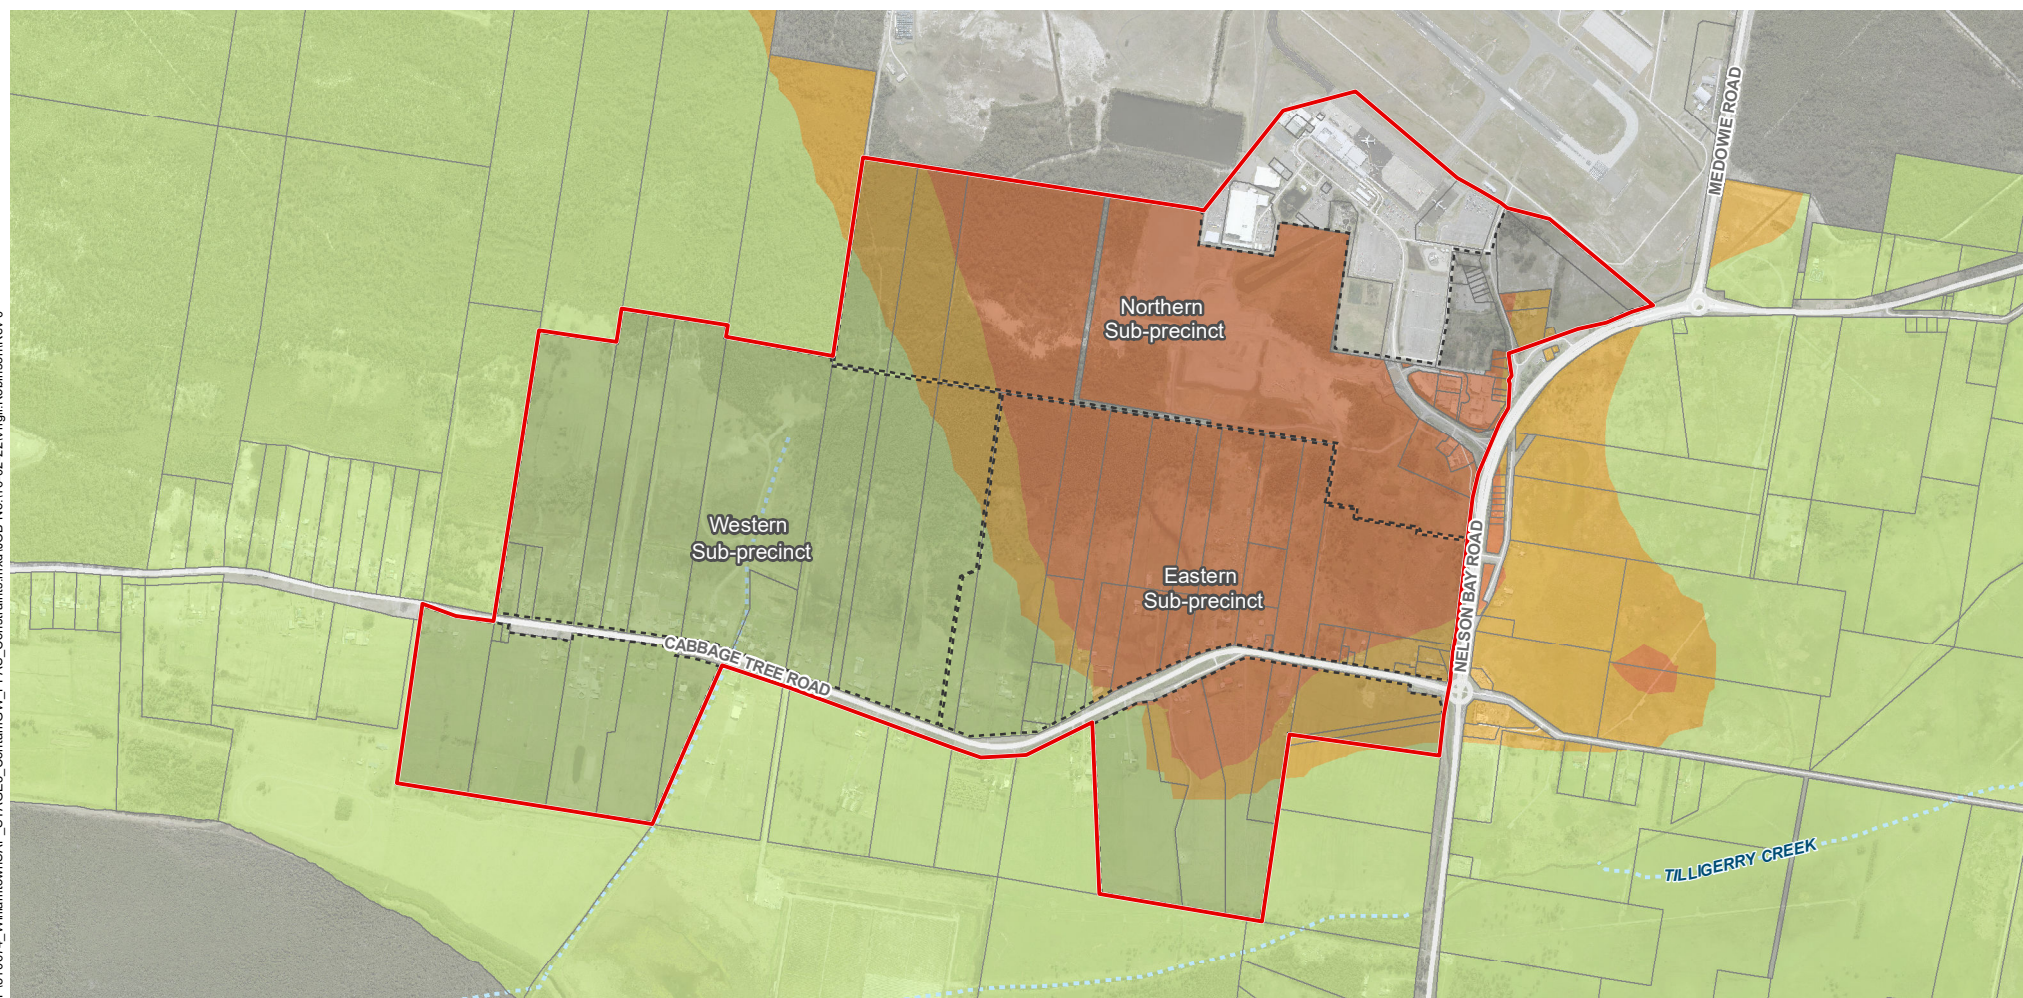 MEDOWIE ROAD
Northern
Sub-precinct
Western
Sub-precinct
Eastern
Sub-precinct
NELSON BAY ROAD
CABBAGE TREE ROAD
TILLIGERRY CREEK